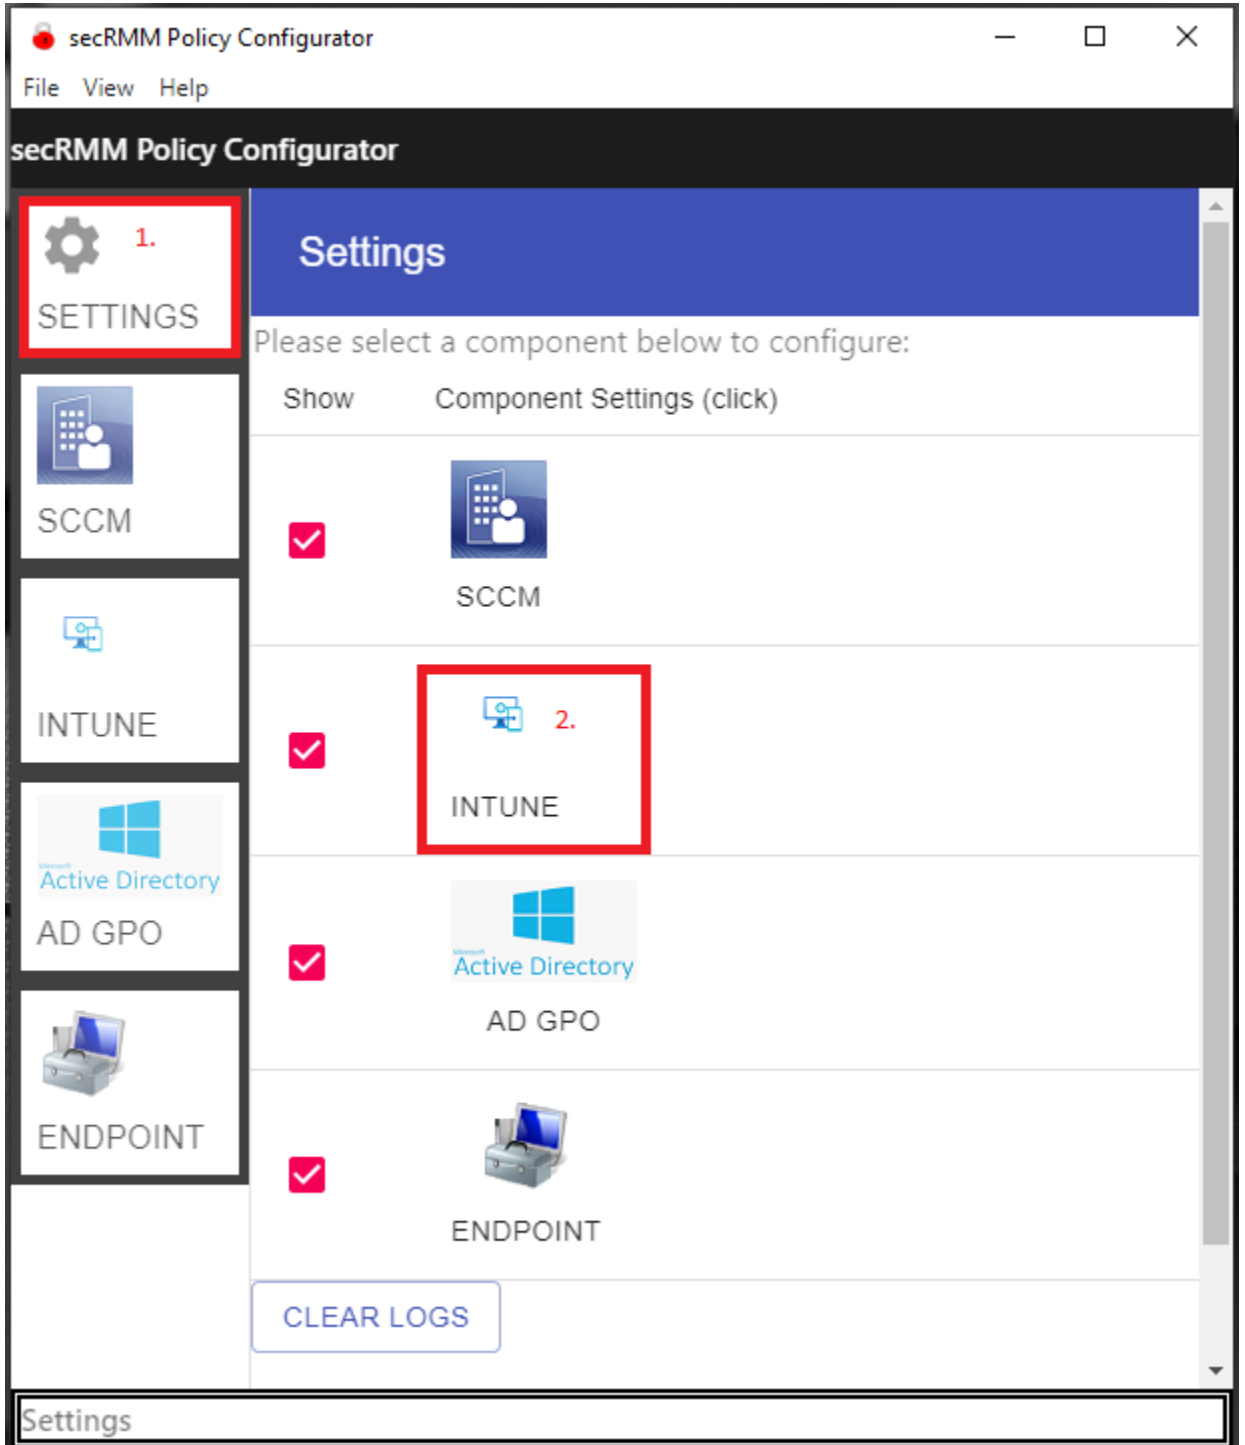 secRMM Policy Configurator
File View Help
secRMM Policy Configurator
1.
SETTINGS
SCCM
INTUNE
Active Directory
AD GPO
ENDPOINT
Settings
Please select a component below to configure:
Show Component Settings (click)
SCCM
2.
INTUNE
Microsoft
Active Directory
AD GPO
ENDPOINT
CLEAR LOGS
Settings